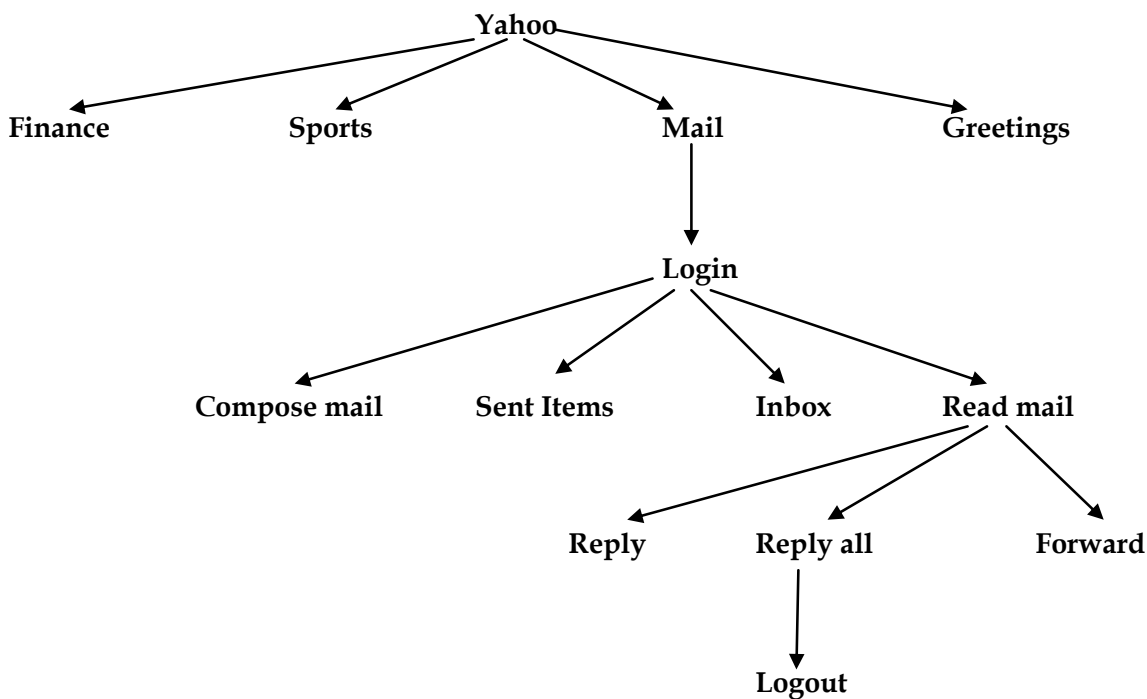 Yahoo
Finance Sports Mail Greetings
Login
Compose mail Sent Items Inbox Read mail
Reply Reply all Forward
Logout